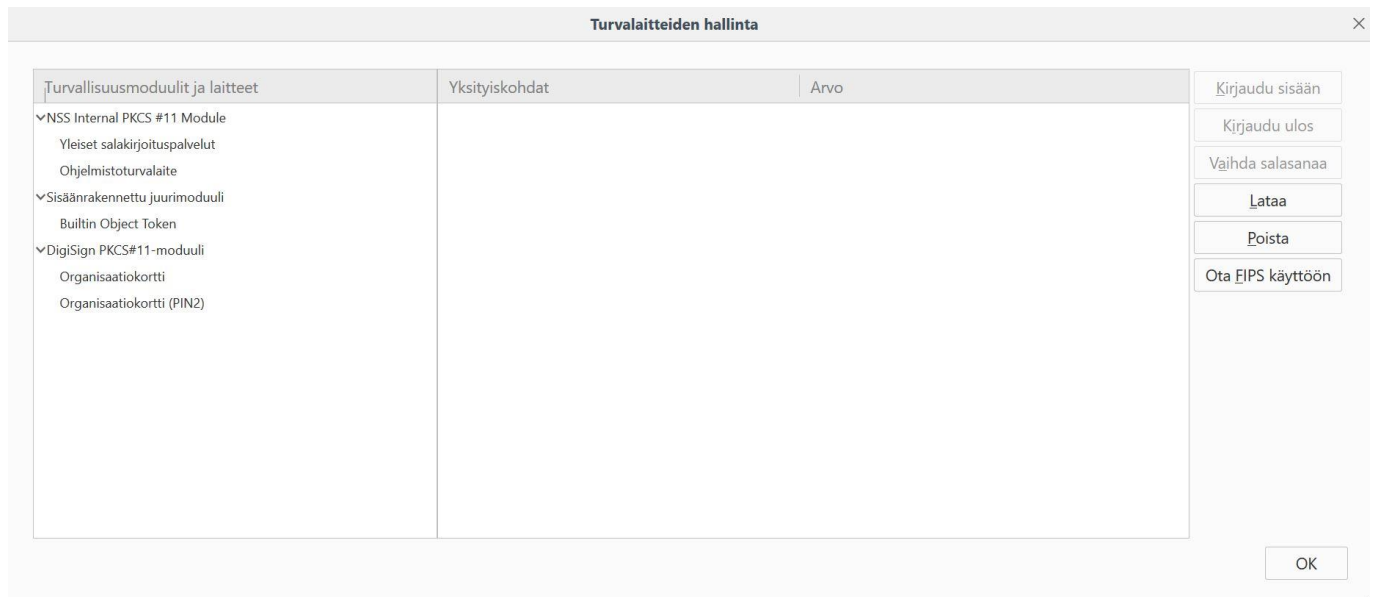 Turvalaitteiden hallinta
Turvallisuusmoduulit ja laitteet
Yksityiskohdat
Arvo
NSS Internal PKCS #11 Module
Yleiset salakirjoituspalvelut
Ohjelmistoturvalaite
Sisäänrakennettu juurimoduuli
Builtin Object Token
DigiSign PKCS#11-moduuli
Organisaatiokortti
Organisaatiokortti (PIN2)
Kirjaudu sisään
Kirjaudu ulos
Vaihda salasanaa
Lataa
Poista
Ota FIPS käyttöön
OK